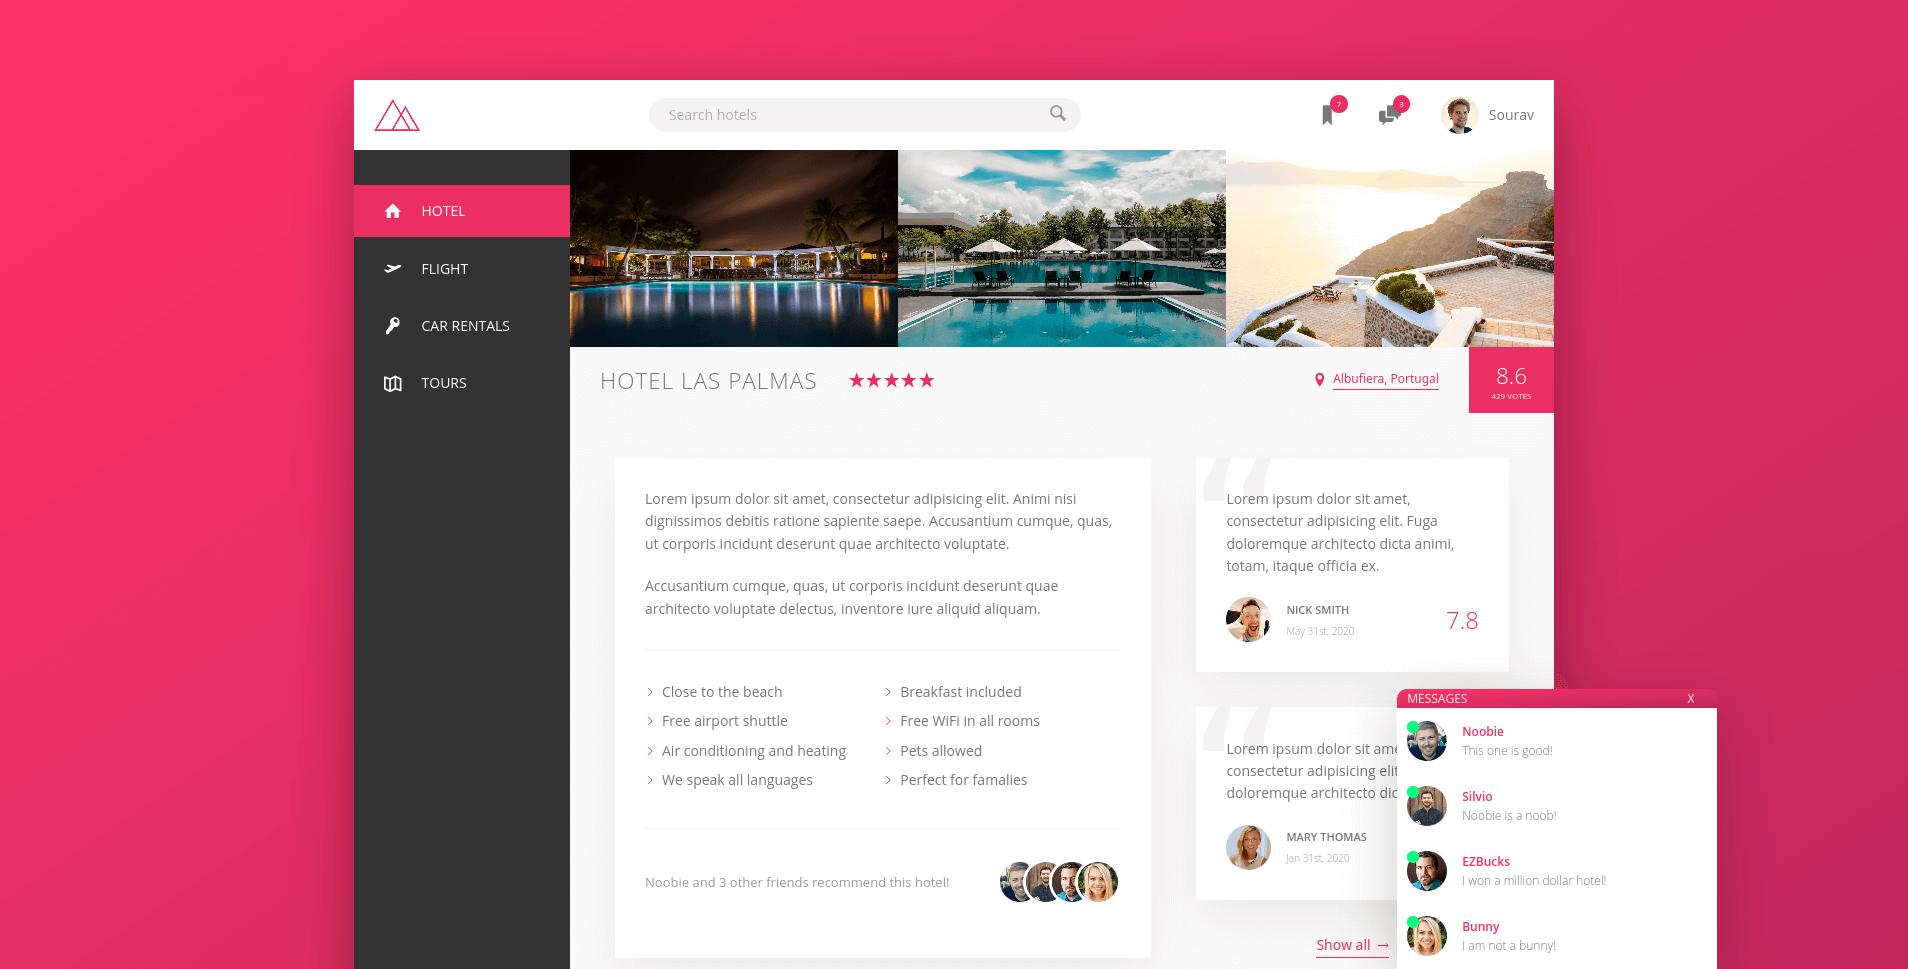 Search hotels
7
3
Sourav
HOTEL
FLIGHT
CAR RENTALS
TOURS
HOTEL LAS PALMAS
Albufiera, Portugal
8.6
429 VOTES
Lorem ipsum dolor sit amet, consectetur adipisicing elit. Animi nisi
dignissimos debitis ratione sapiente saepe. Accusantium cumque, quas,
ut corporis incidunt deserunt quae architecto voluptate.
Accusantium cumque, quas, ut corporis incidunt deserunt quae
architecto voluptate delectus, inventore iure aliquid aliquam.
Close to the beach
Free airport shuttle
Air conditioning and heating
We speak all languages
Breakfast included
Free WiFi in all rooms
Pets allowed
Perfect for famalies
Noobie and 3 other friends recommend this hotel!
“
Lorem ipsum dolor sit amet,
consectetur adipisicing elit. Fuga
doloremque architecto dicta animi,
totam, itaque officia ex.
NICK SMITH
May 31st, 2020
7.8
“
Lorem ipsum dolor sit ame
consectetur adipisicing elit
doloremque architecto dic
MARY THOMAS
Jan 31st, 2020
Show all →
MESSAGES X
Noobie
This one is good!
Silvio
Noobie is a noob!
EZBucks
I won a million dollar hotel!
Bunny
I am not a bunny!